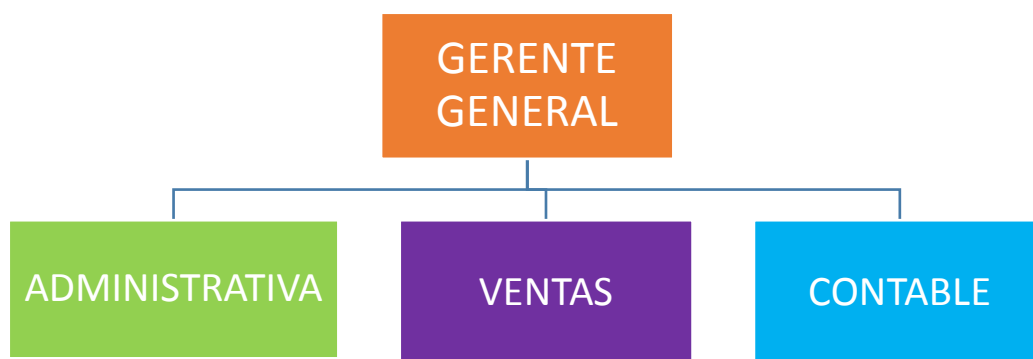 GERENTE
GENERAL
ADMINISTRATIVA
VENTAS
CONTABLE